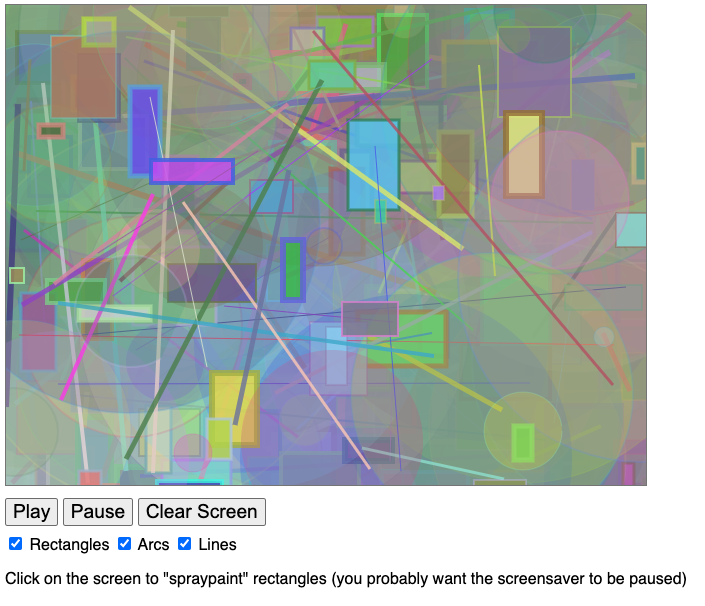 Play Pause Clear Screen
Rectangles Arcs Lines
Click on the screen to "spraypaint" rectangles (you probably want the screensaver to be paused)